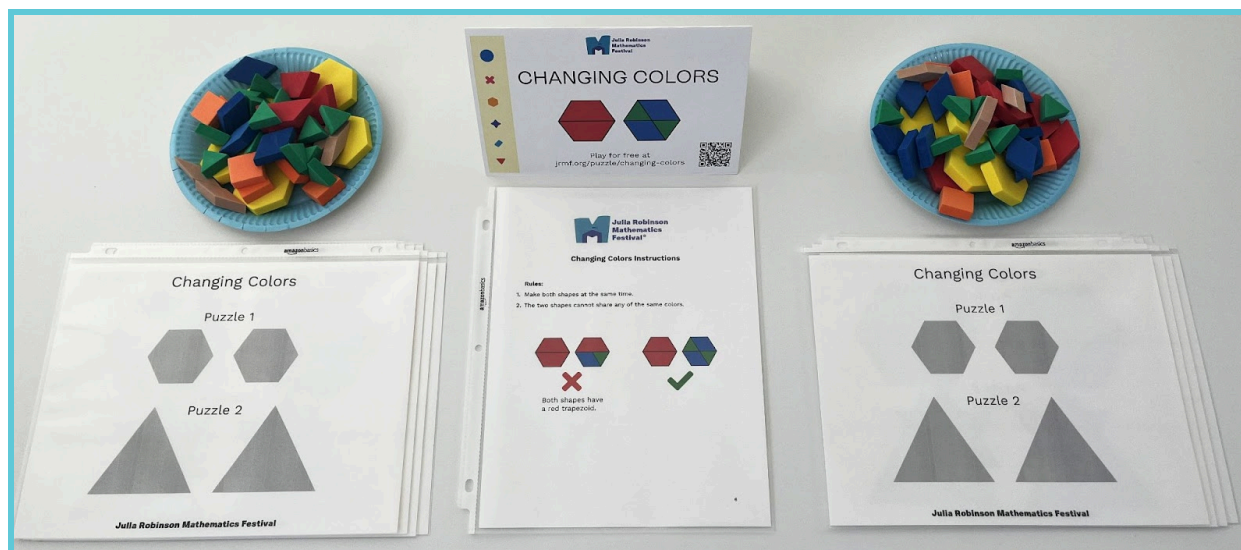 Julia Robinson
Mathematics
Festival
CHANGING COLORS
Play for free at
jrmf.org/puzzle/changing-colors
amazonbasics
Changing Colors
Puzzle 1
Puzzle 2
Julia Robinson Mathematics Festival
amazonbasics
Julia Robinson
Mathematics
Festival®
Changing Colors Instructions
Rules:
1. Make both shapes at the same time.
2. The two shapes cannot share any of the same colors.
Both shapes have
a red trapezoid.
amazonbasics
Changing Colors
Puzzle 1
Puzzle 2
Julia Robinson Mathematics Festival